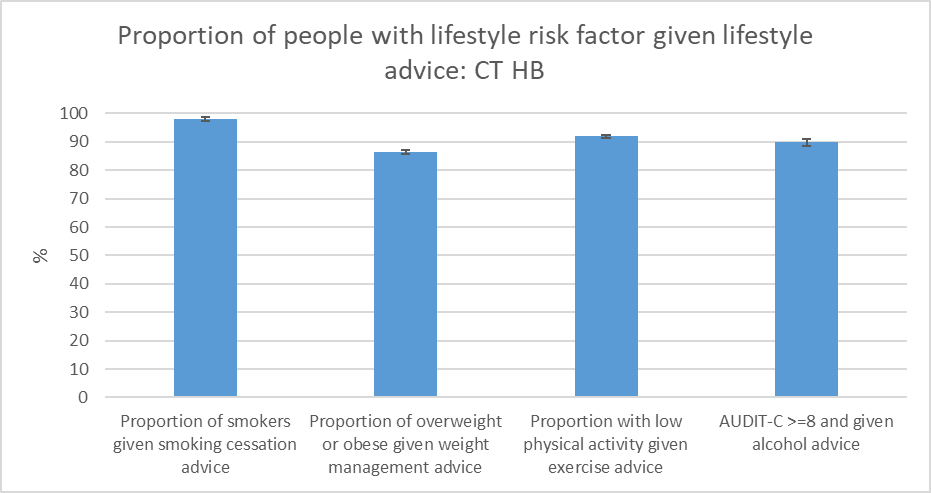 Proportion of people with lifestyle risk factor given lifestyle
advice: CT HB
100
90
80
70
60
50
40
30
20
10
0
%
Proportion of smokers
given smoking cessation
advice
Proportion of overweight
or obese given weight
management advice
Proportion with low
physical activity given
exercise advice
AUDIT-C >=8 and given
alcohol advice